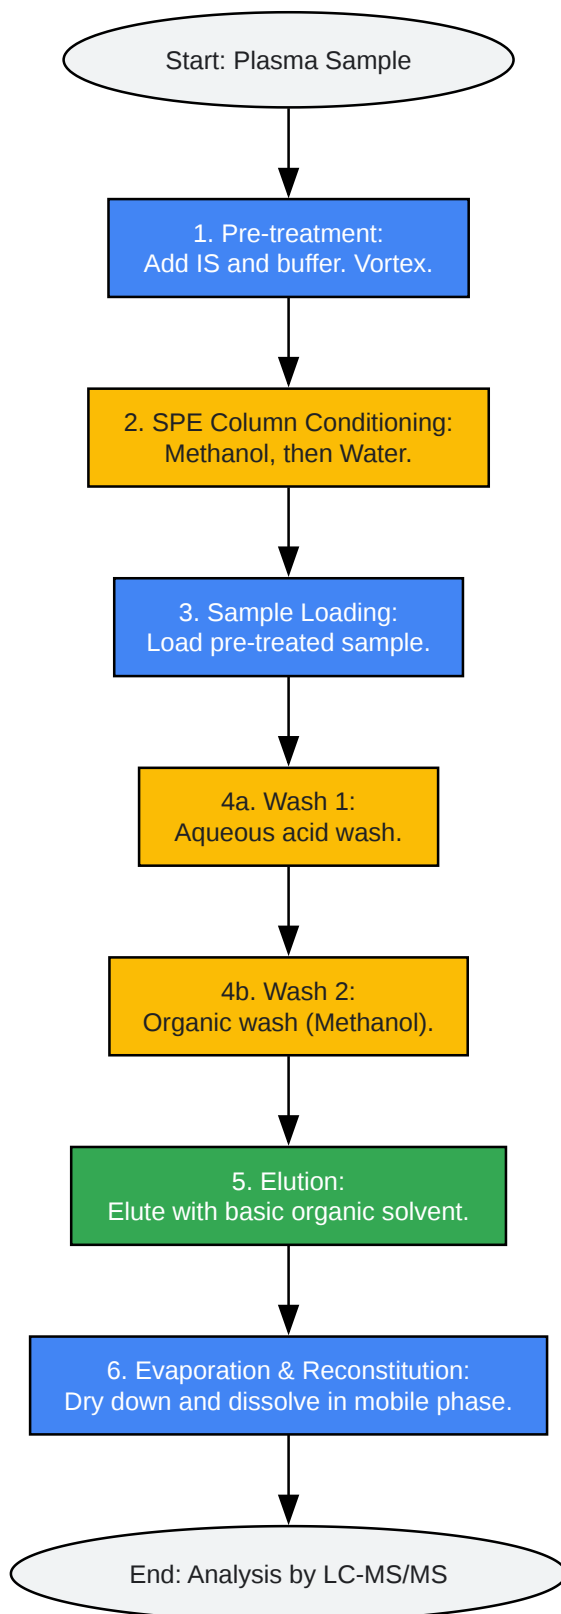 Start: Plasma Sample
1. Pre-treatment:
Add IS and buffer. Vortex.
2. SPE Column Conditioning:
Methanol, then Water.
3. Sample Loading:
Load pre-treated sample.
4a. Wash 1:
Aqueous acid wash.
4b. Wash 2:
Organic wash (Methanol).
5. Elution:
Elute with basic organic solvent.
6. Evaporation & Reconstitution:
Dry down and dissolve in mobile phase.
End: Analysis by LC-MS/MS